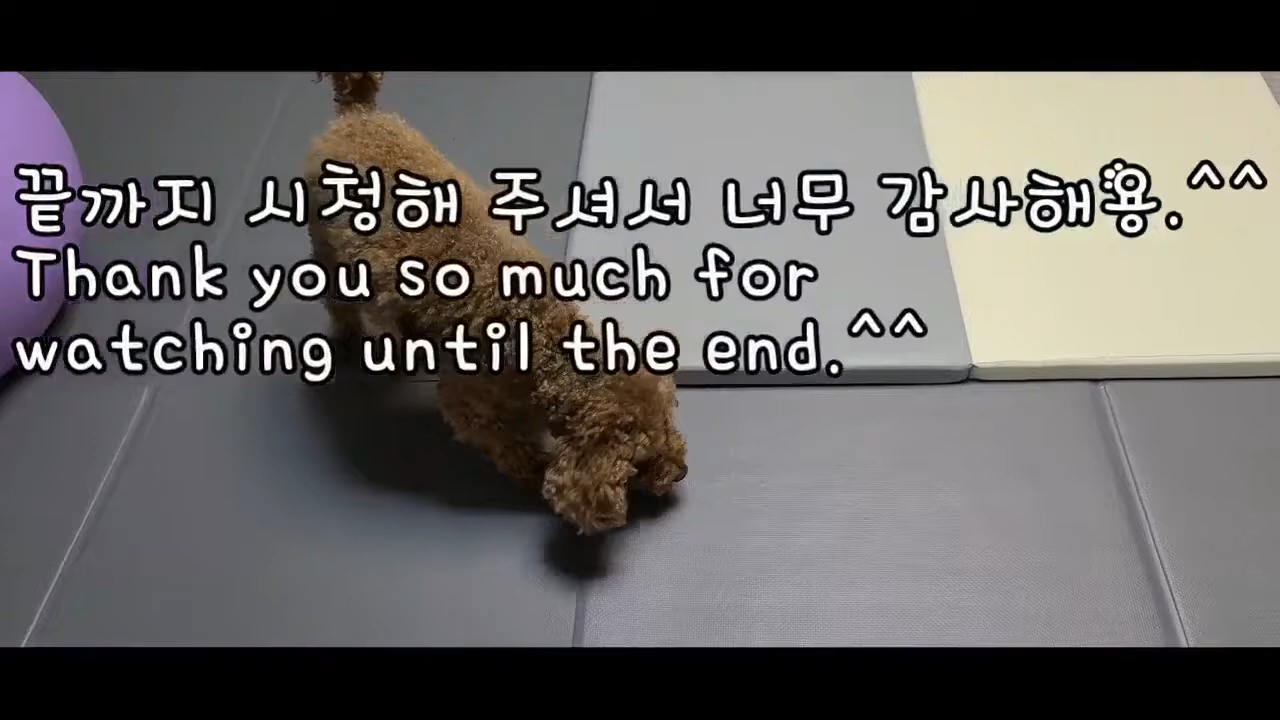 끝까지 시청해 주셔서 너무 감사해용.^^
Thank you so much for
watching until the end.^^